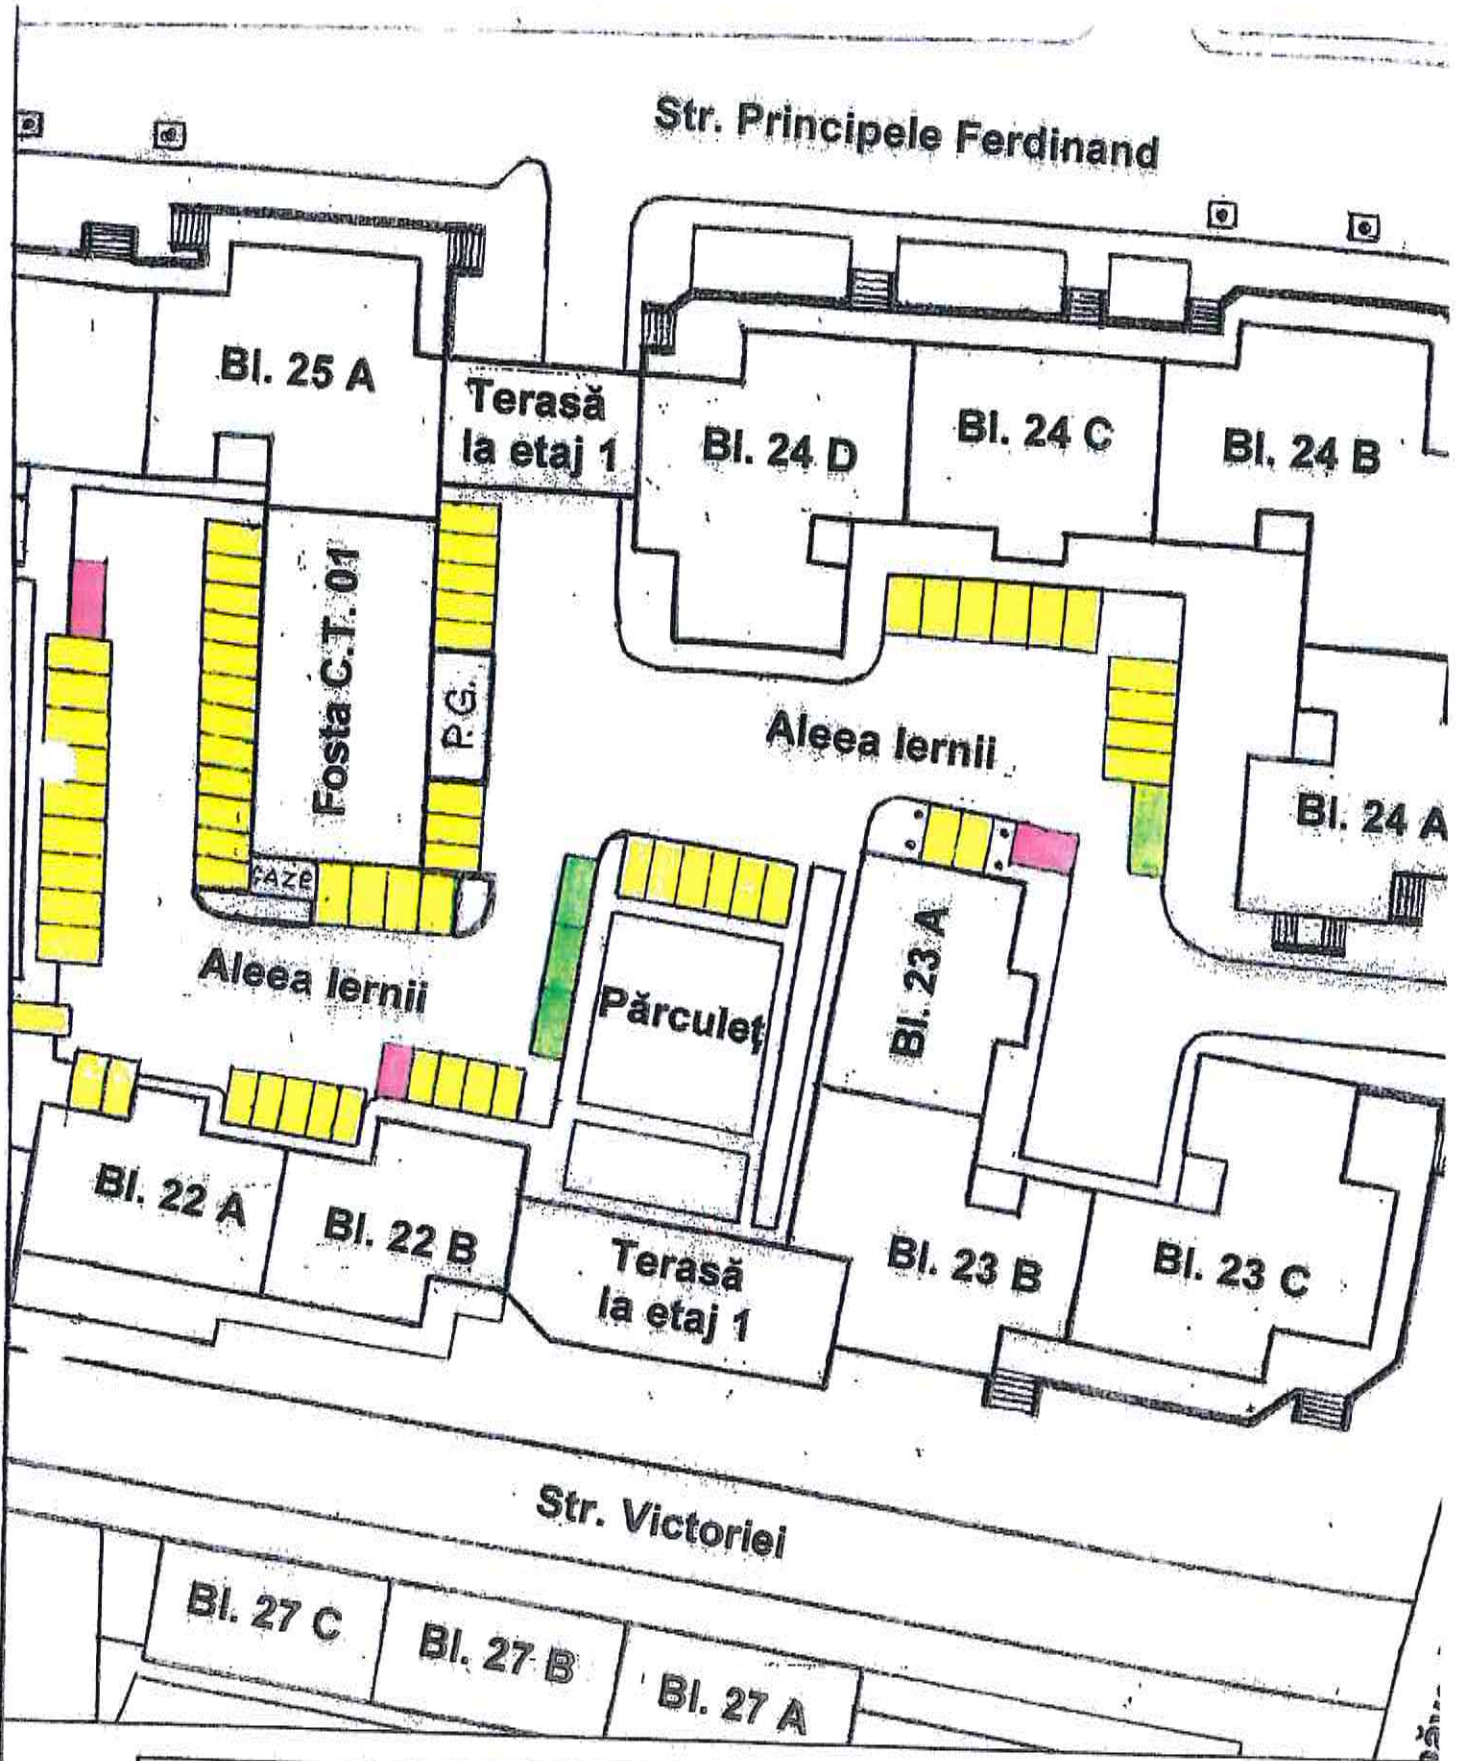 Str. Principele Ferdinand
Bl. 25 A
Terasă
la etaj 1
Bl. 24 D
Bl. 24 C
Bl. 24 B
Fosta C.T. 01
P.G.
Aleea Iernii
Bl. 24 A
GAZE
Aleea Iernii
Părculeț
Bl. 23 A
Bl. 22 A
Bl. 22 B
Terasă
la etaj 1
Bl. 23 B
Bl. 23 C
Str. Victoriei
Bl. 27 C
Bl. 27 B
Bl. 27 A